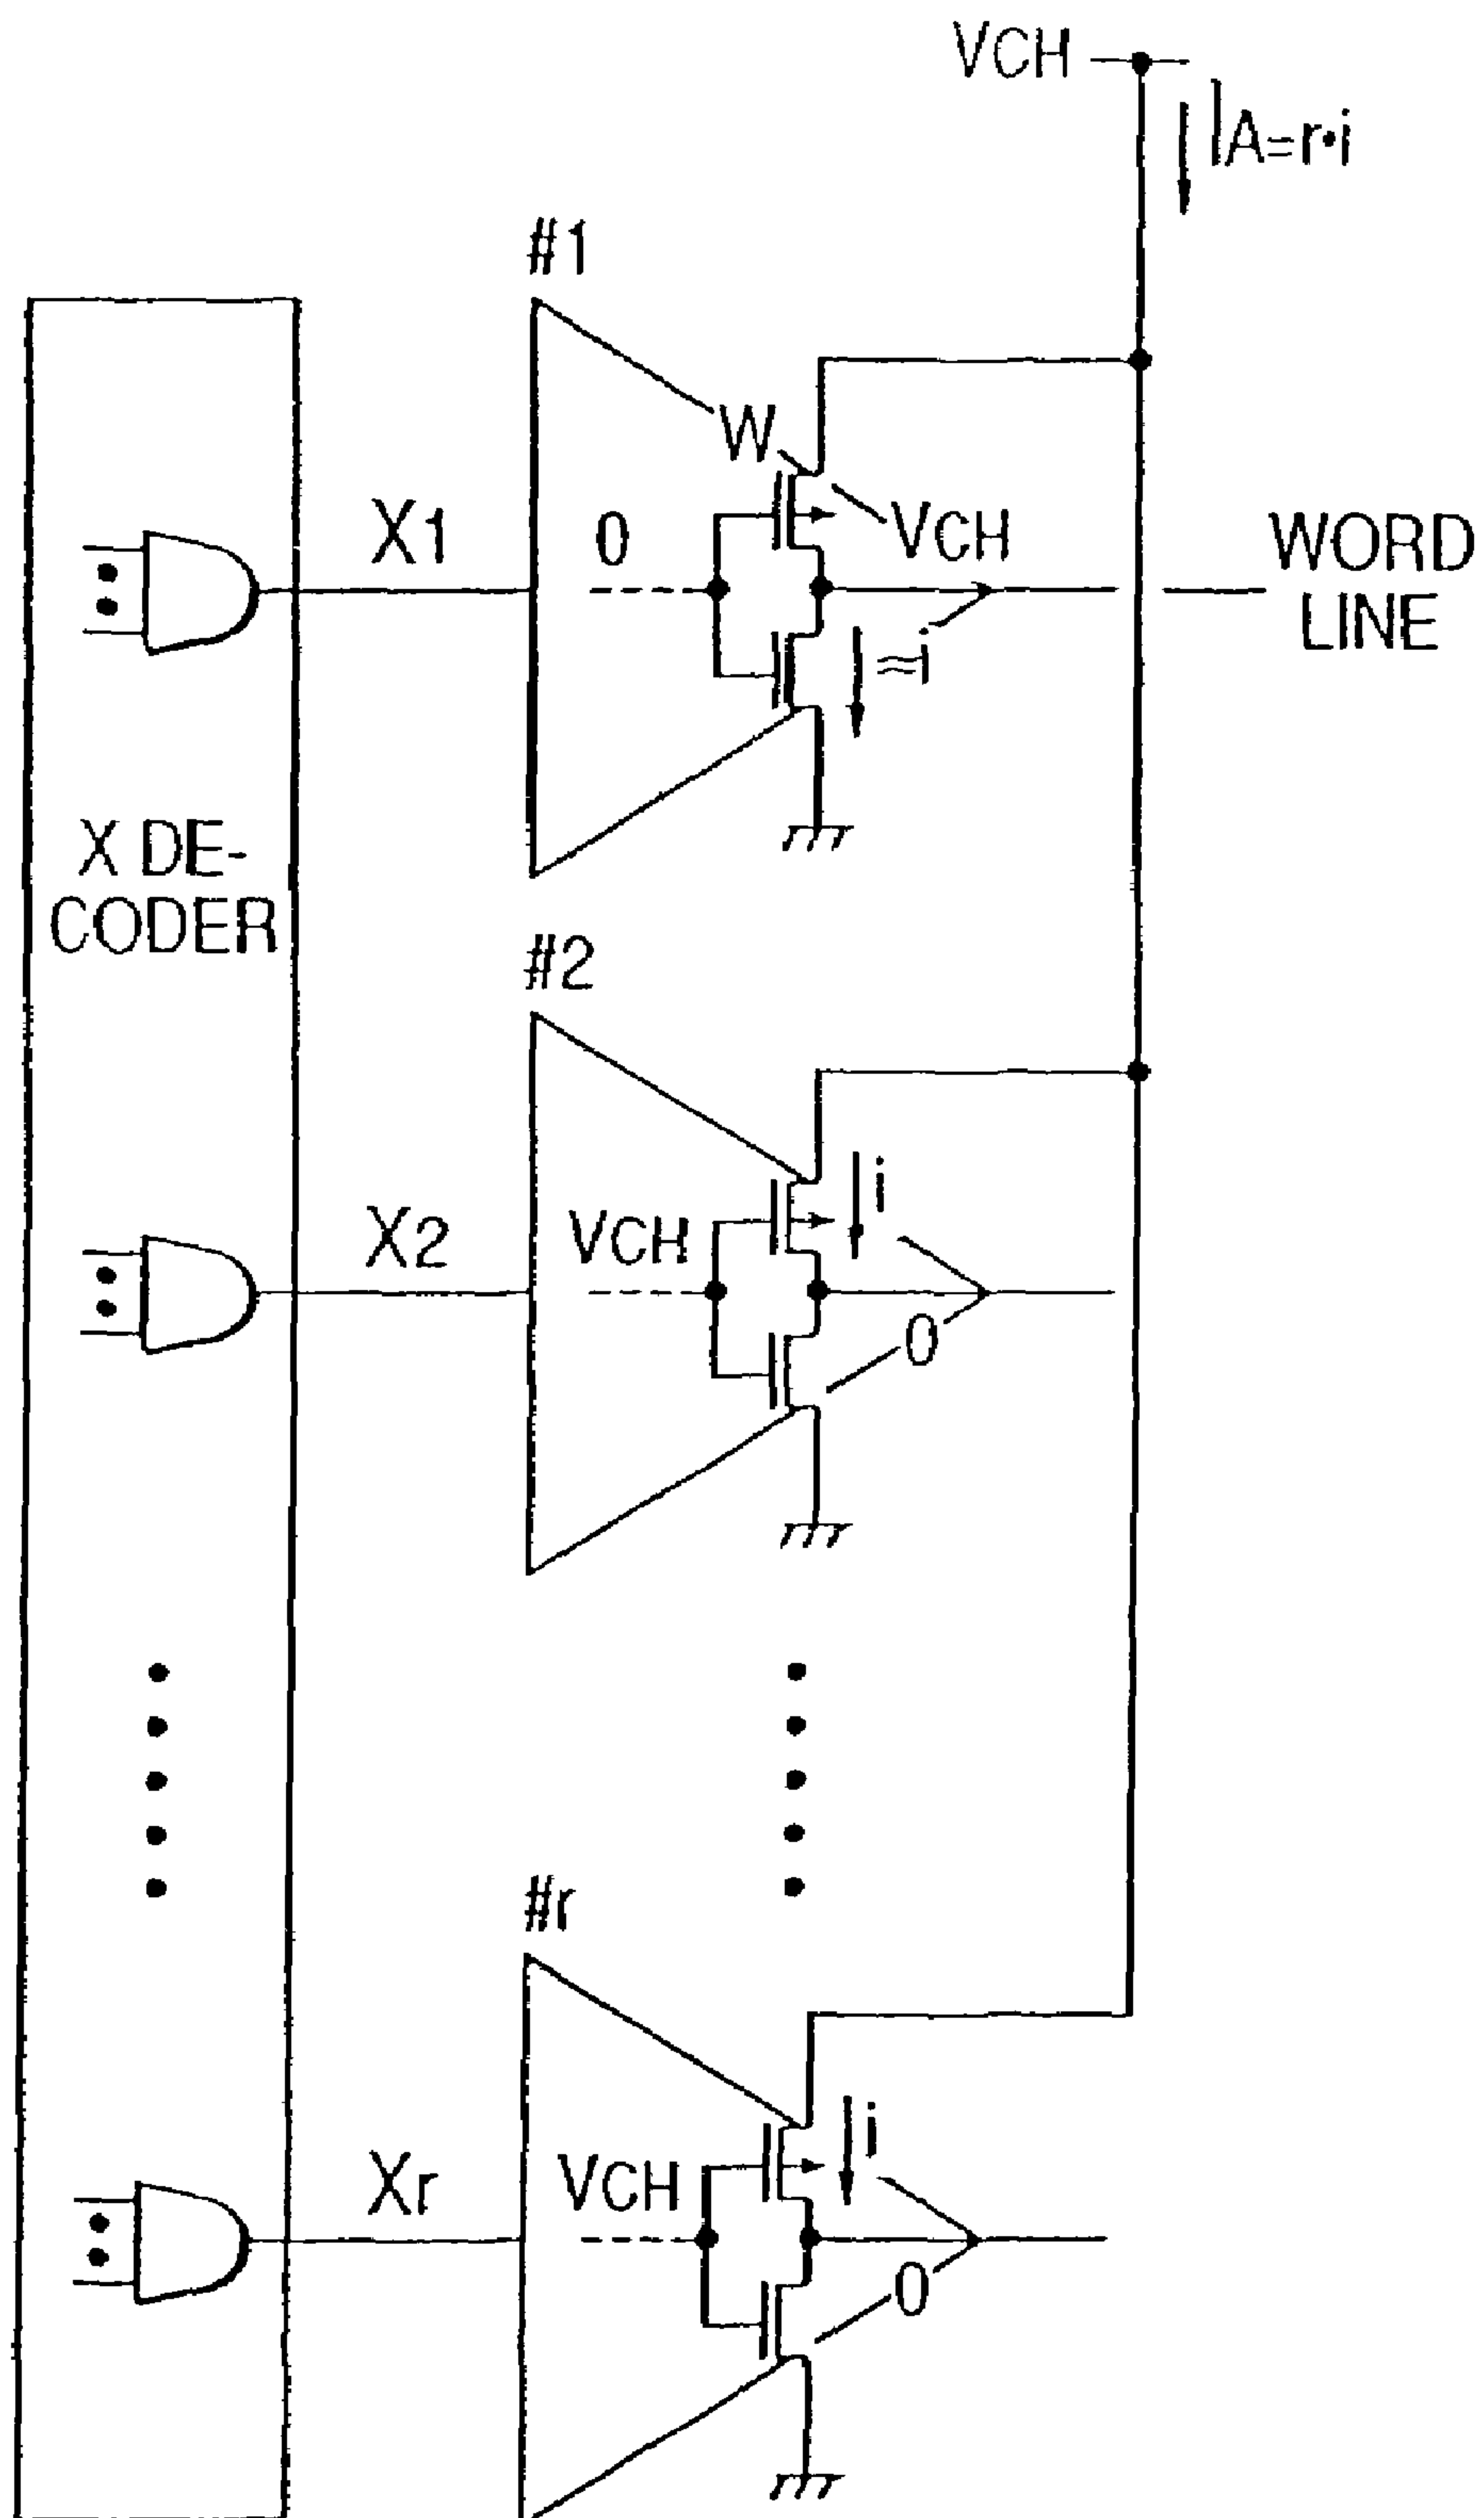 VCH
IA=r•i
#1
W
X1
0
VCH
WORD
LINE
≈i
X DE-
CODER
#2
i
X2
VCH
0
#r
i
Xr
VCH
0